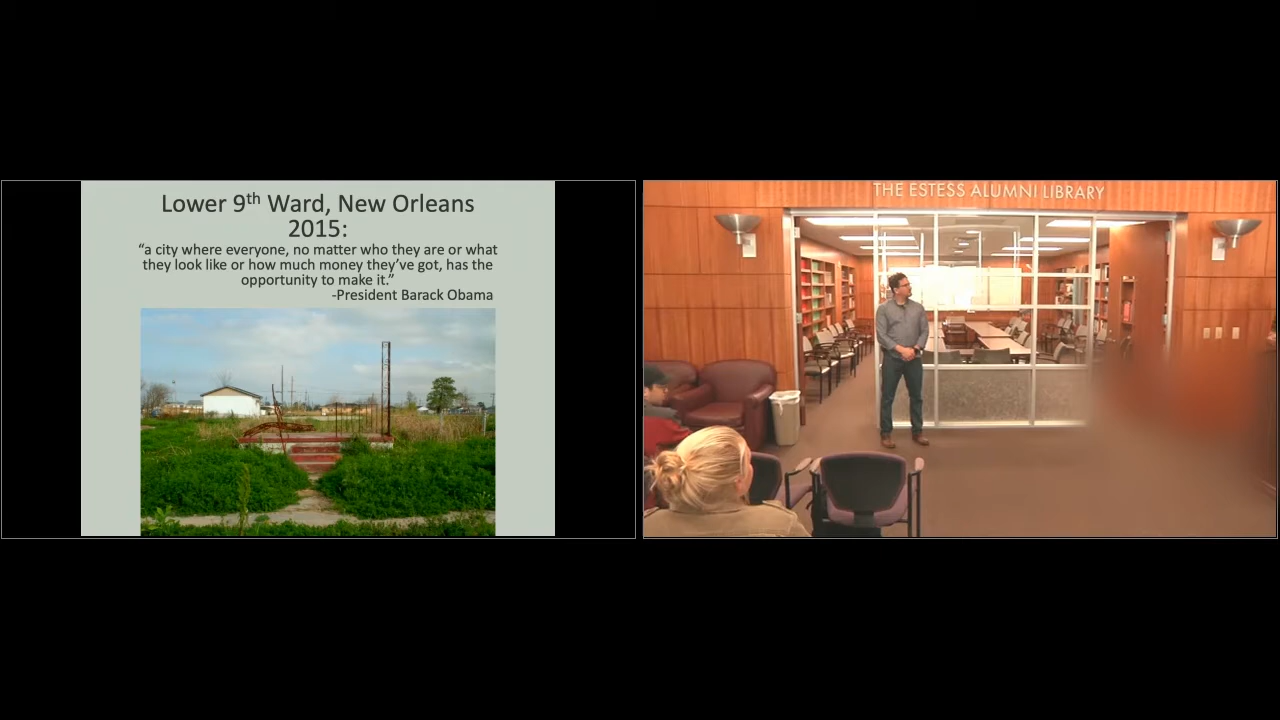 Lower 9th Ward, New Orleans
2015:
“a city where everyone, no matter who they are or what
they look like or how much money they’ve got, has the
opportunity to make it.”
-President Barack Obama
THE ESTESS ALUMNI LIBRARY